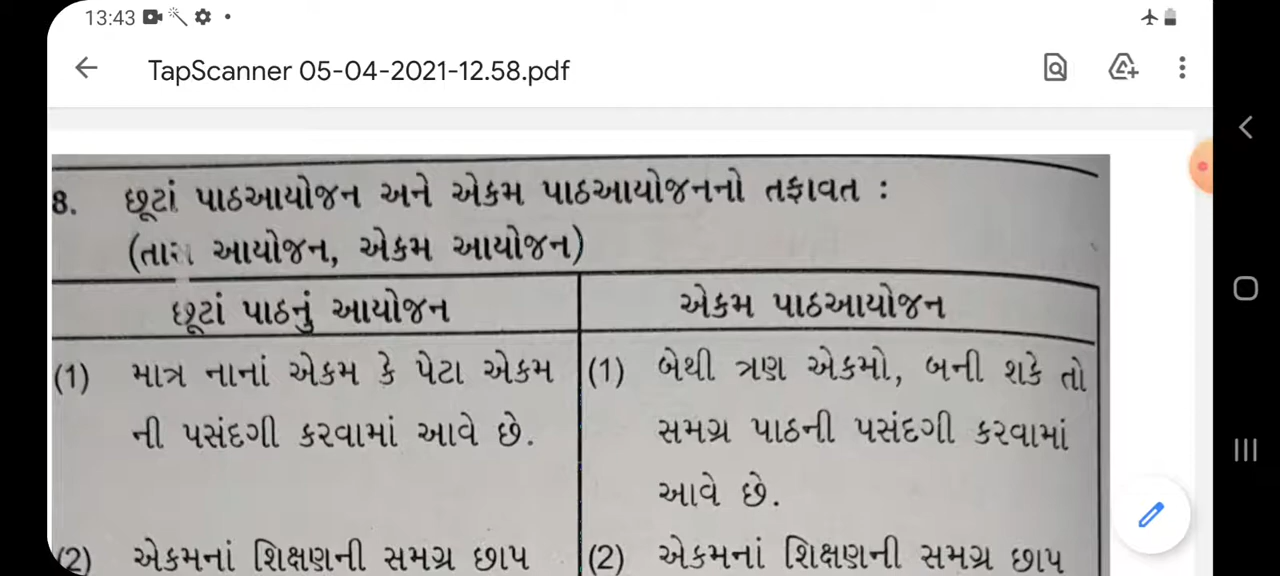 13:43
TapScanner 05-04-2021-12.58.pdf
8. છૂટાં પાઠઆયોજન અને એકમ પાઠઆયોજનનો તફાવત :
આયોજન, એકમ આયોજન)
છૂટાં પાઠનું આયોજન
એકમ પાઠઆયોજન
(1) માત્ર નાનાં એકમ કે પેટા એકમ
ની પસંદગી કરવામાં આવે છે.
(1) બેથી ત્રણ એકમો, બની શકે તો
સમગ્ર પાઠની પસંદગી કરવામાં
આવે છે.
(2) એકમનાં શિક્ષણની સમગ્ર છાપ
(2) એકમનાં શિક્ષણની સમગ્ર છાપ